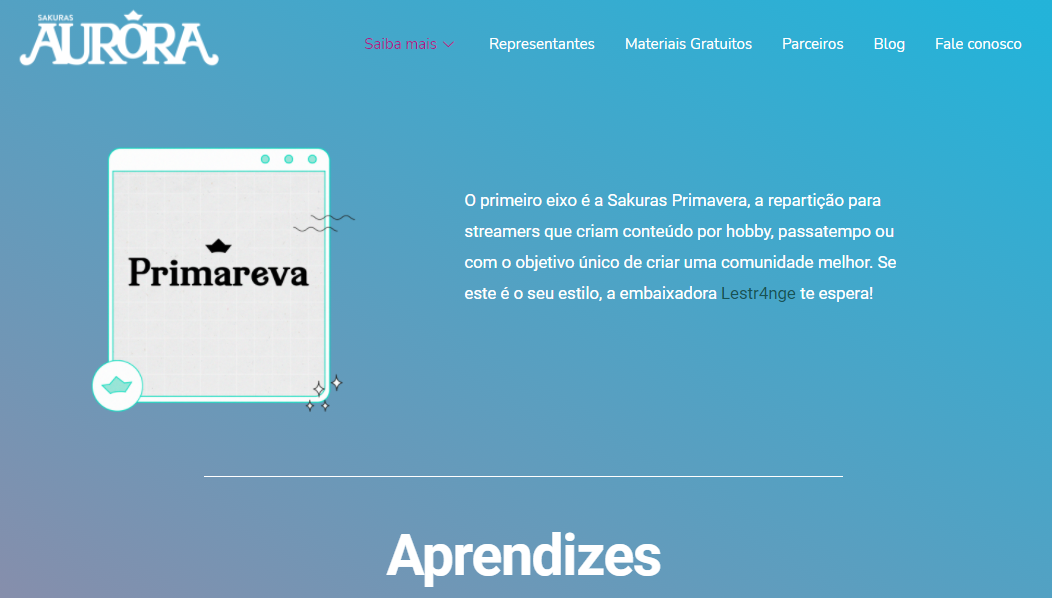 SAKURAS
AURORA
Saiba mais
Representantes
Materiais Gratuitos
Parceiros
Blog
Fale conosco
Primareva
O primeiro eixo é a Sakuras Primavera, a repartição para
streamers que criam conteúdo por hobby, passatempo ou
com o objetivo único de criar uma comunidade melhor. Se
este é o seu estilo, a embaixadora Lestr4nge te espera!
Aprendizes